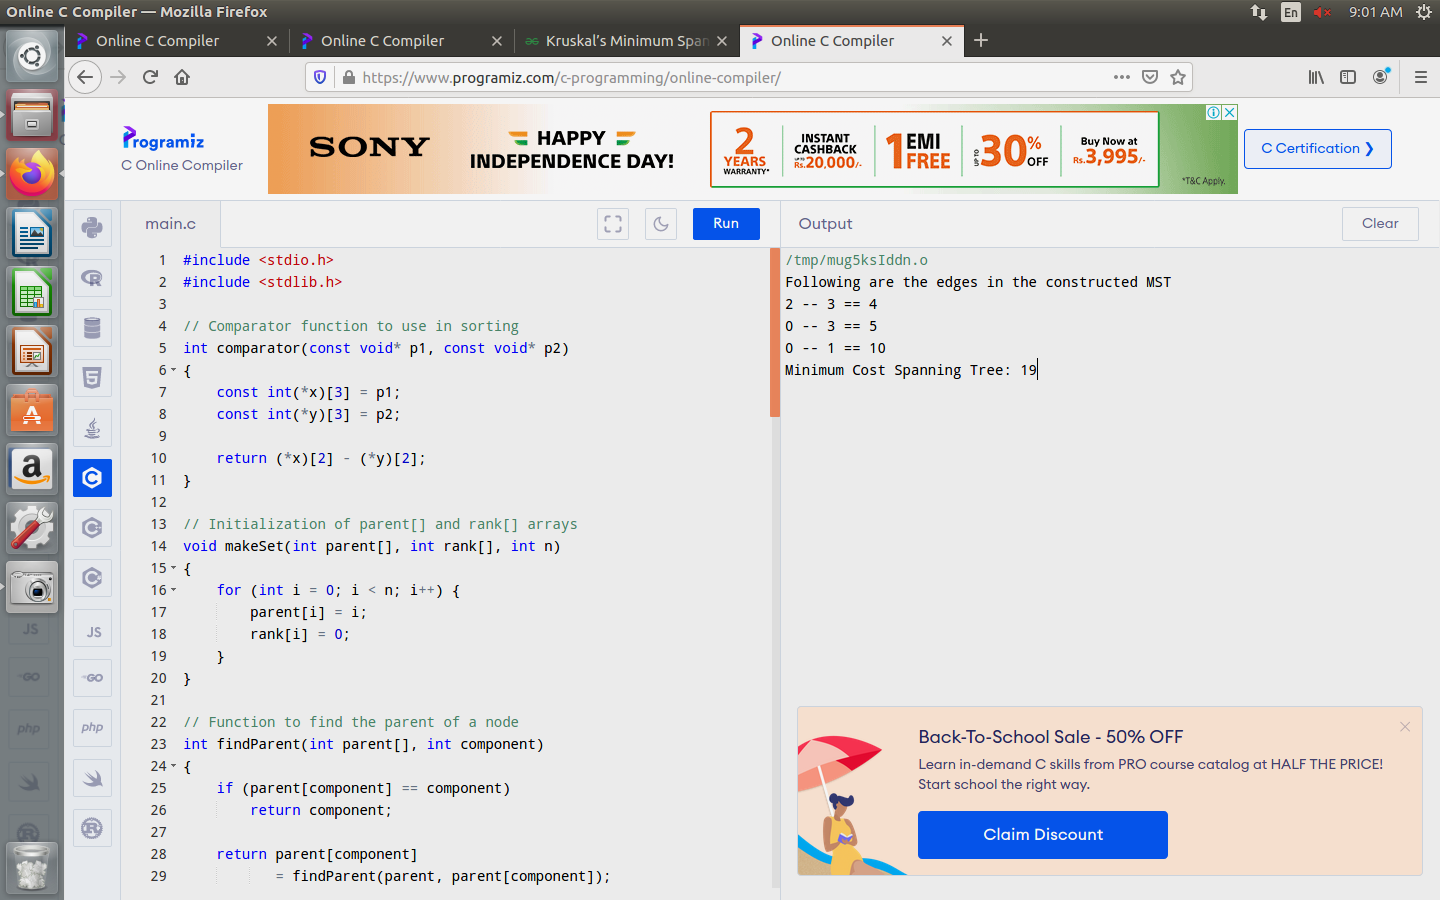 Online C Compiler — Mozilla Firefox
En
9:01 AM
Online C Compiler
Online C Compiler
Kruskal's Minimum Span
Online C Compiler
https://www.programiz.com/c-programming/online-compiler/
Programiz
C Online Compiler
SONY
HAPPY
INDEPENDENCE DAY!
2
YEARS
WARRANTY*
INSTANT
CASHBACK
UP TO
Rs.20,000/-
1 EMI
FREE
UP TO
30%
OFF
Buy Now at
Rs.3,995/-
*T&C Apply.
C Certification ❯
main.c
Run
Output
Clear
1 #include <stdio.h>
2 #include <stdlib.h>
3
4 // Comparator function to use in sorting
5 int comparator(const void* p1, const void* p2)
6 {
7     const int(*x)[3] = p1;
8     const int(*y)[3] = p2;
9
10     return (*x)[2] - (*y)[2];
11 }
12
13 // Initialization of parent[] and rank[] arrays
14 void makeSet(int parent[], int rank[], int n)
15 {
16     for (int i = 0; i < n; i++) {
17         parent[i] = i;
18         rank[i] = 0;
19     }
20 }
21
22 // Function to find the parent of a node
23 int findParent(int parent[], int component)
24 {
25     if (parent[component] == component)
26         return component;
27
28     return parent[component]
29            = findParent(parent, parent[component]);
/tmp/mug5ksIddn.o
Following are the edges in the constructed MST
2 -- 3 == 4
0 -- 3 == 5
0 -- 1 == 10
Minimum Cost Spanning Tree: 19
Back-To-School Sale - 50% OFF
Learn in-demand C skills from PRO course catalog at HALF THE PRICE!
Start school the right way.
Claim Discount
JS
GO
php
JS
GO
php